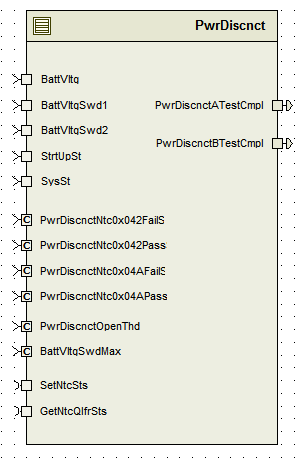 PwrDiscnct
BattVltg
BattVltgSwd1
PwrDiscnctATestCmpl
BattVltgSwd2
PwrDiscnctBTestCmpl
StrtUpSt
SysSt
C PwrDiscnctNtc0x042FailS
C PwrDiscnctNtc0x042Pass
C PwrDiscnctNtc0x04AFailS
C PwrDiscnctNtc0x04APass
C PwrDiscnctOpenThd
C BattVltgSwdMax
SetNtcSts
GetNtcQlfrSts